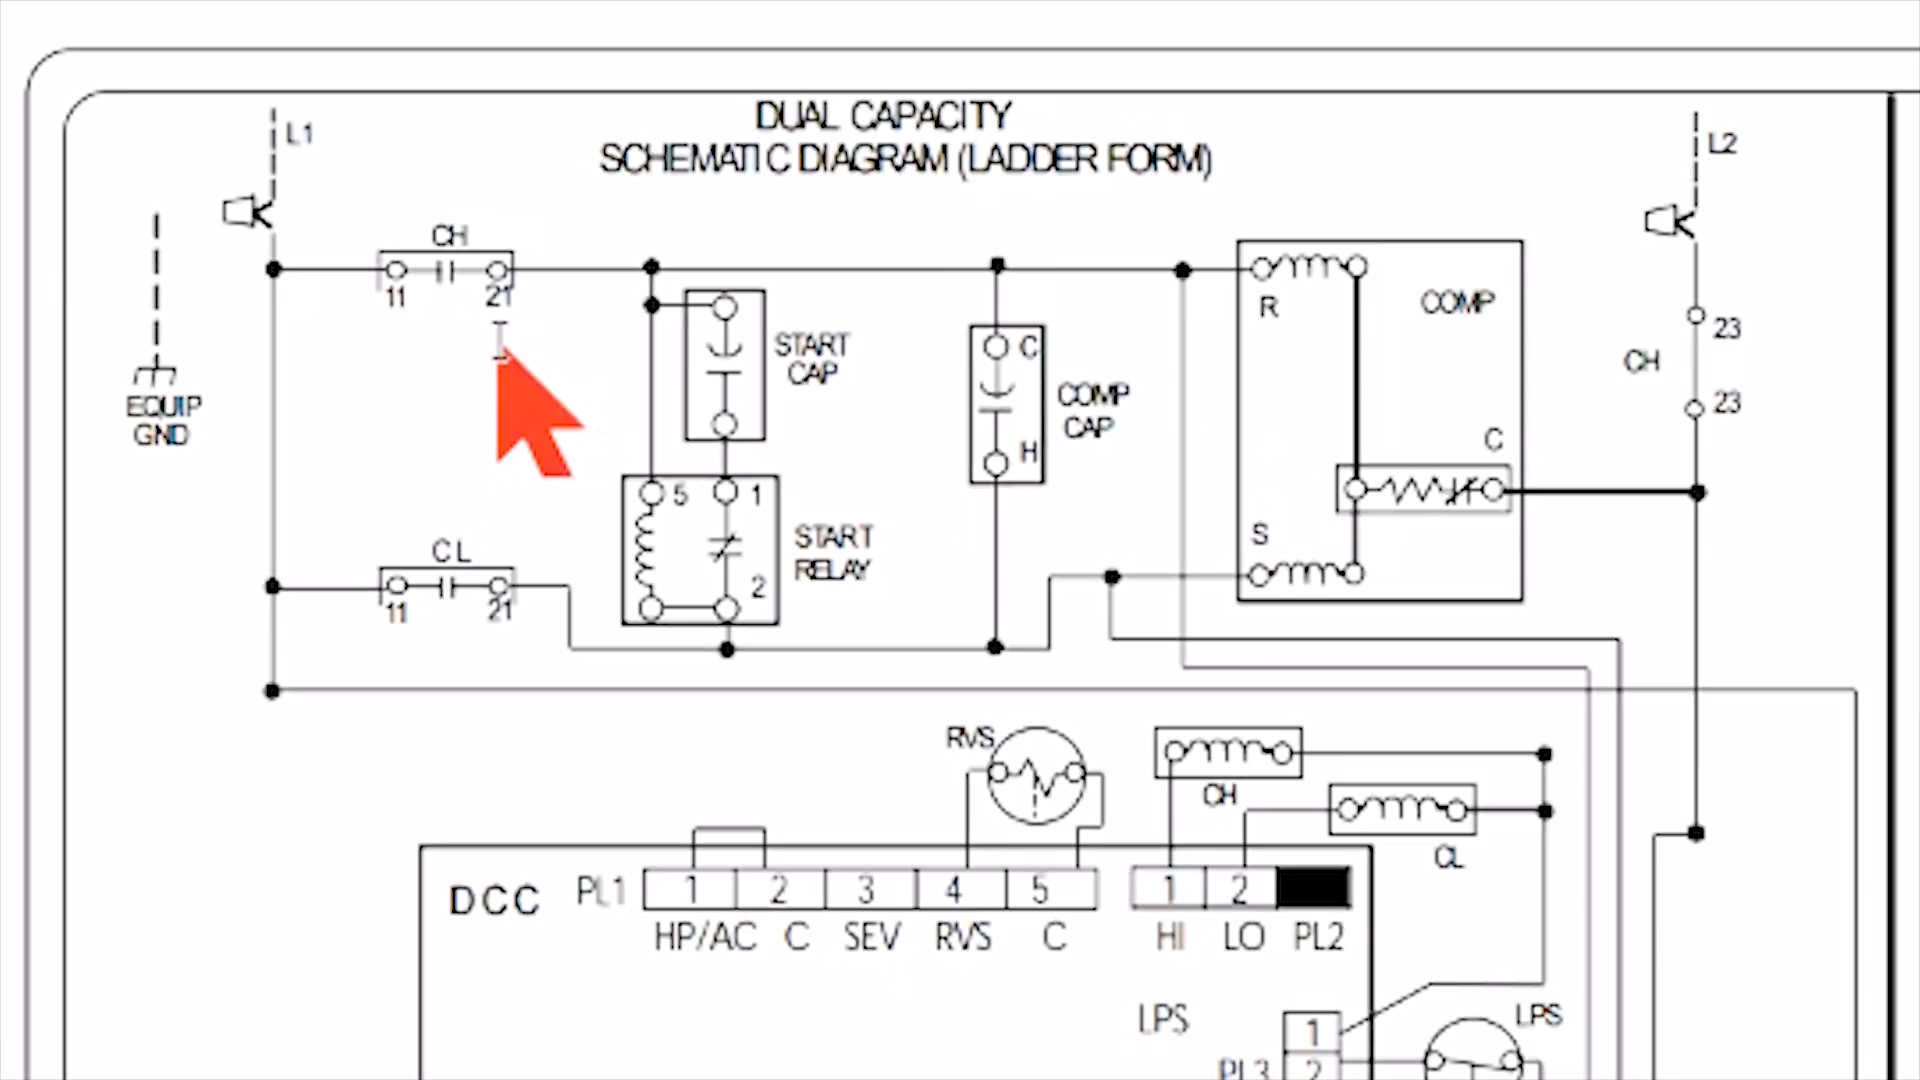 DUAL CAPACITY
SCHEMATIC DIAGRAM (LADDER FORM)
L1
L2
EQUIP
GND
CH
11
21
START
CAP
C
H
COMP
CAP
R
COMP
23
CH
23
C
S
CL
11
21
5
1
2
START
RELAY
RVS
CH
CL
DCC
PL1
1
2
3
4
5
HP/AC
C
SEV
RVS
C
1
2
HI
LO
PL2
LPS
1
LPS
PL3
2